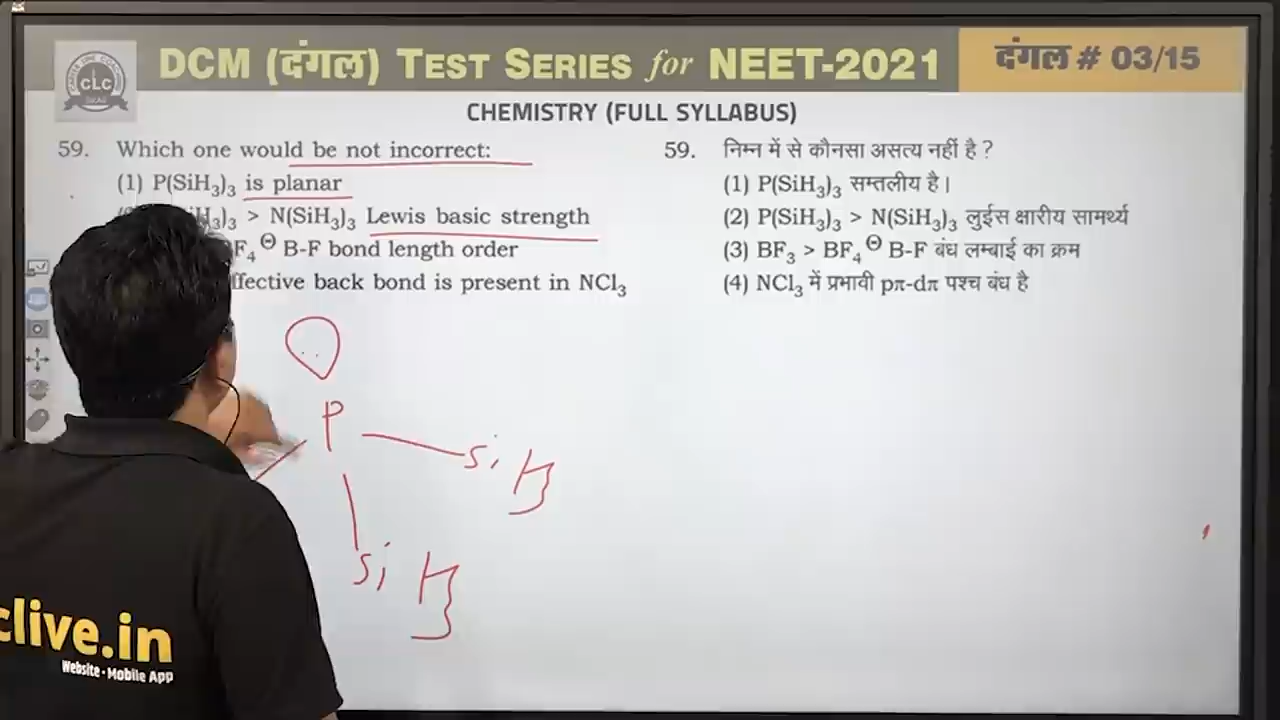 DCM (दंगल) TEST SERIES for NEET-2021
दंगल # 03/15
CLC
CHEMISTRY (FULL SYLLABUS)
59. Which one would be not incorrect:
(1) P(SiH₃)₃ is planar
H₃)₃ > N(SiH₃)₃ Lewis basic strength
F₄⊖ B-F bond length order
ffective back bond is present in NCl₃
59. निम्न में से कौनसा असत्य नहीं है ?
(1) P(SiH₃)₃ सम्तलीय है।
(2) P(SiH₃)₃ > N(SiH₃)₃ लुईस क्षारीय सामर्थ्य
(3) BF₃ > BF₄⊖ B-F बंध लम्बाई का क्रम
(4) NCl₃ में प्रभावी pπ-dπ पश्च बंध है
P
Si H₃
Si H₃
clive.in
Website • Mobile App